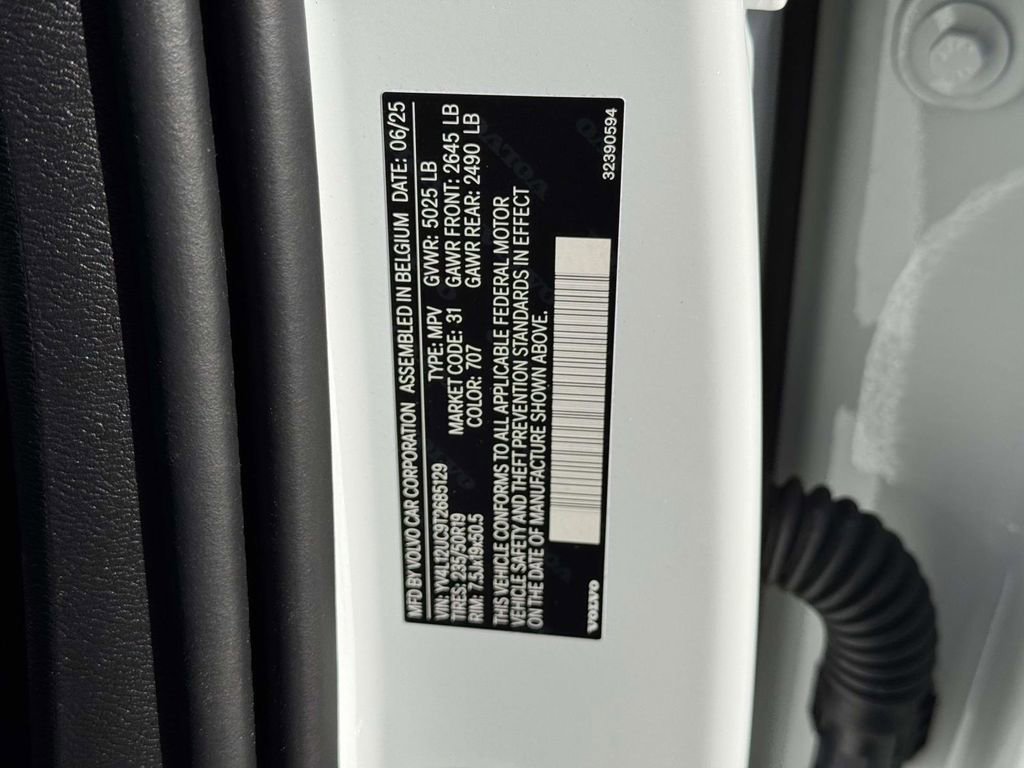 MFD BY VOLVO CAR CORPORATION ASSEMBLED IN BELGIUM DATE: 06/25
VIN: YV4L12UC9T2685129 TYPE: MPV GVWR: 5025 LB
TIRES: 235/50R19 MARKET CODE: 31 GAWR FRONT: 2645 LB
RIM: 7.5Jx19x50.5 COLOR: 707 GAWR REAR: 2490 LB
THIS VEHICLE CONFORMS TO ALL APPLICABLE FEDERAL MOTOR
VEHICLE SAFETY AND THEFT PREVENTION STANDARDS IN EFFECT
ON THE DATE OF MANUFACTURE SHOWN ABOVE.
VOLVO 32390594